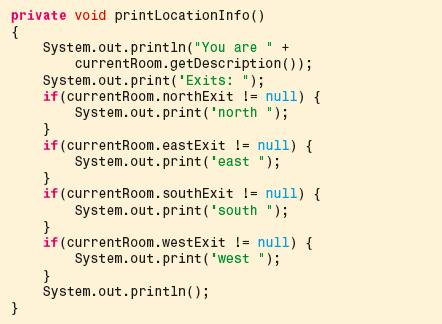 private void printLocationInfo()
{
    System.out.println("You are " +
        currentRoom.getDescription());
    System.out.print("Exits: ");
    if(currentRoom.northExit != null) {
        System.out.print("north ");
    }
    if(currentRoom.eastExit != null) {
        System.out.print("east ");
    }
    if(currentRoom.southExit != null) {
        System.out.print("south ");
    }
    if(currentRoom.westExit != null) {
        System.out.print("west ");
    }
    System.out.println();
}